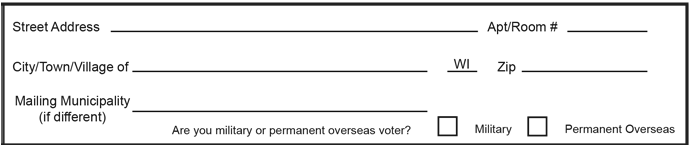 Street Address Apt/Room #
City/Town/Village of WI Zip
Mailing Municipality
(if different)
Are you military or permanent overseas voter? Military Permanent Overseas